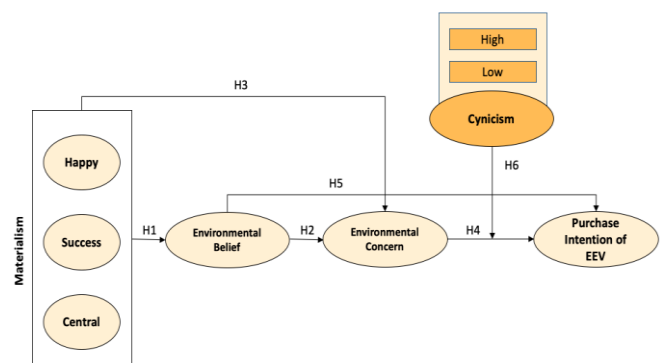 High
Low
Cynicism
H3
H6
H5
Materialism
Happy
Success
Central
H1
Environmental
Belief
H2
Environmental
Concern
H4
Purchase
Intention of
EEV